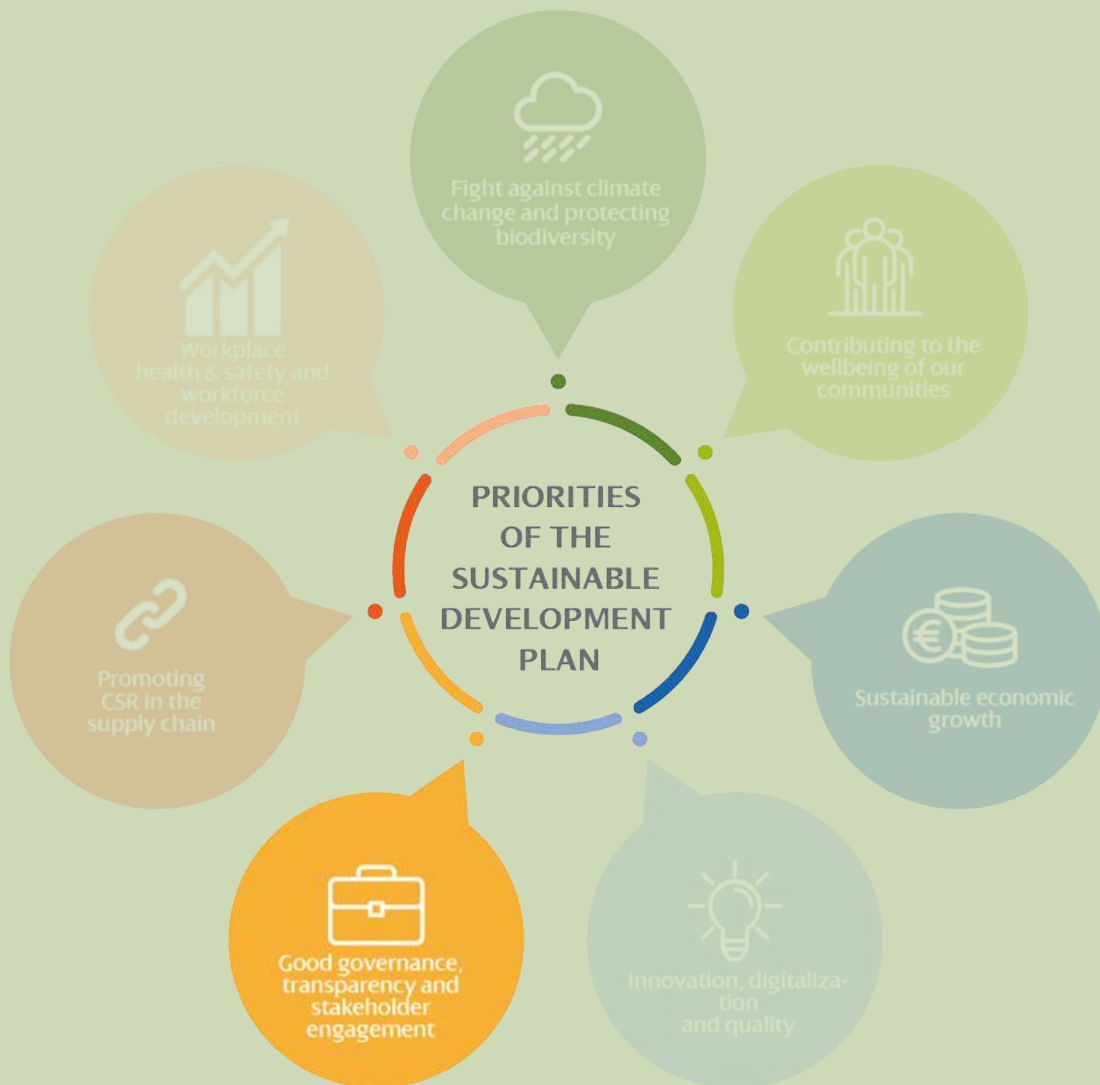 Fight against climate
change and protecting
biodiversity
Contributing to the
wellbeing of our
communities
Workplace
health & safety and
workforce
development
PRIORITIES
OF THE
SUSTAINABLE
DEVELOPMENT
PLAN
Promoting
CSR in the
supply chain
€
Sustainable economic
growth
Good governance,
transparency and
stakeholder
engagement
Innovation, digitaliza-
tion
and quality